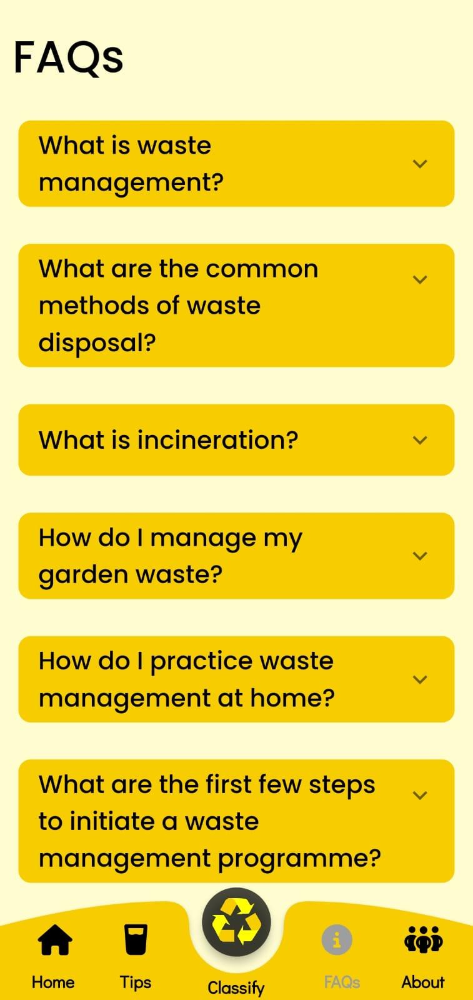 FAQs
What is waste
management?
What are the common
methods of waste
disposal?
What is incineration?
How do I manage my
garden waste?
How do I practice waste
management at home?
What are the first few steps
to initiate a waste
management programme?
Home
Tips
Classify
FAQs
About